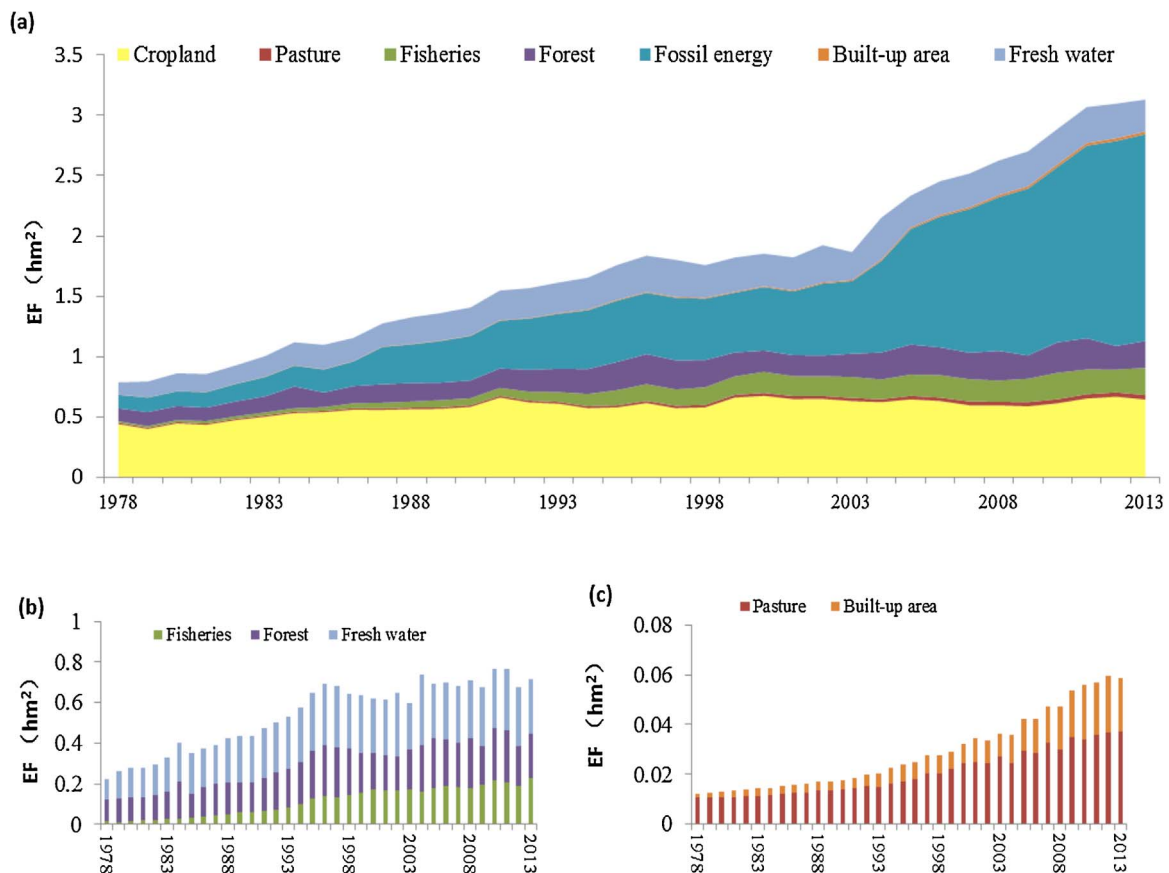 (a)
3.5
Cropland Pasture Fisheries Forest Fossil energy Built-up area Fresh water
3
2.5
2
1.5
1
0.5
0
EF (hm²)
1978 1983 1988 1993 1998 2003 2008 2013
(b)
1
Fisheries Forest Fresh water
0.8
0.6
0.4
0.2
0
EF (hm²)
1978 1983 1988 1993 1998 2003 2008 2013
(c)
Pasture Built-up area
0.08
0.06
0.04
0.02
0
EF (hm²)
1978 1983 1988 1993 1998 2003 2008 2013